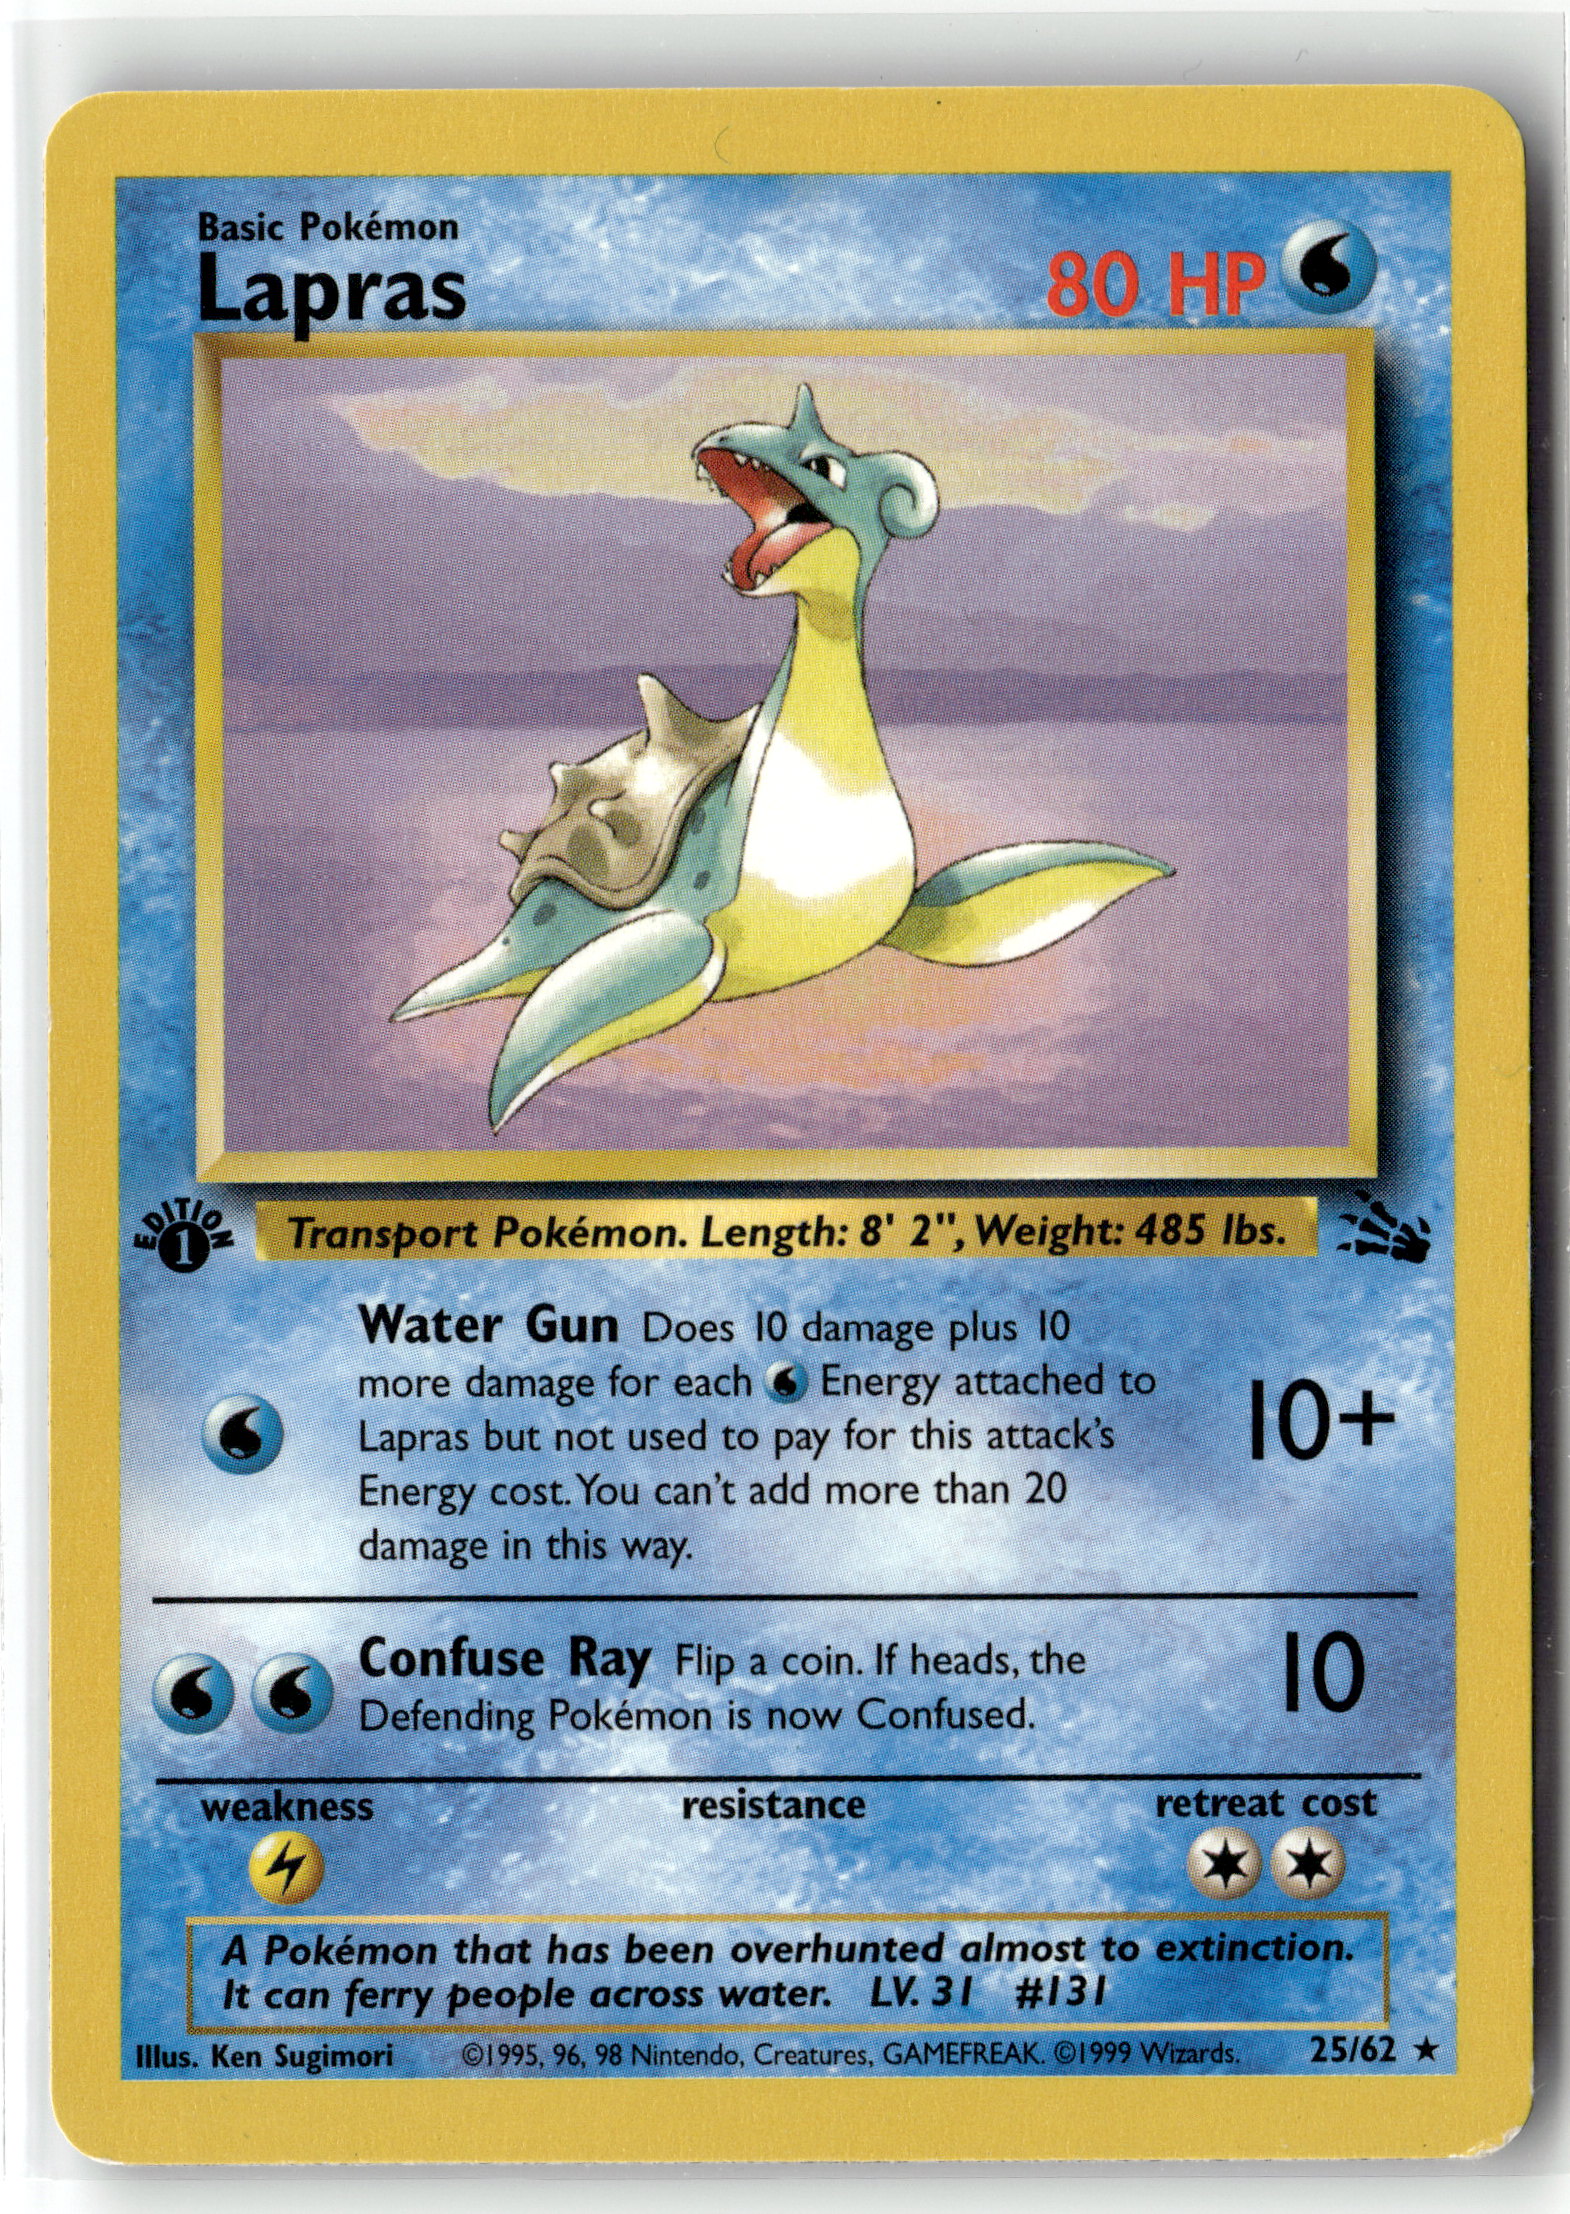 Basic Pokémon
Lapras
80 HP
EDITION
1
Transport Pokémon. Length: 8' 2", Weight: 485 lbs.
Water Gun Does 10 damage plus 10
more damage for each Energy attached to
Lapras but not used to pay for this attack's
Energy cost. You can't add more than 20
damage in this way.
10+
Confuse Ray Flip a coin. If heads, the
Defending Pokémon is now Confused.
10
weakness
resistance
retreat cost
A Pokémon that has been overhunted almost to extinction.
It can ferry people across water. LV. 31 #131
Illus. Ken Sugimori
©1995, 96, 98 Nintendo, Creatures, GAMEFREAK. ©1999 Wizards.
25/62 ★